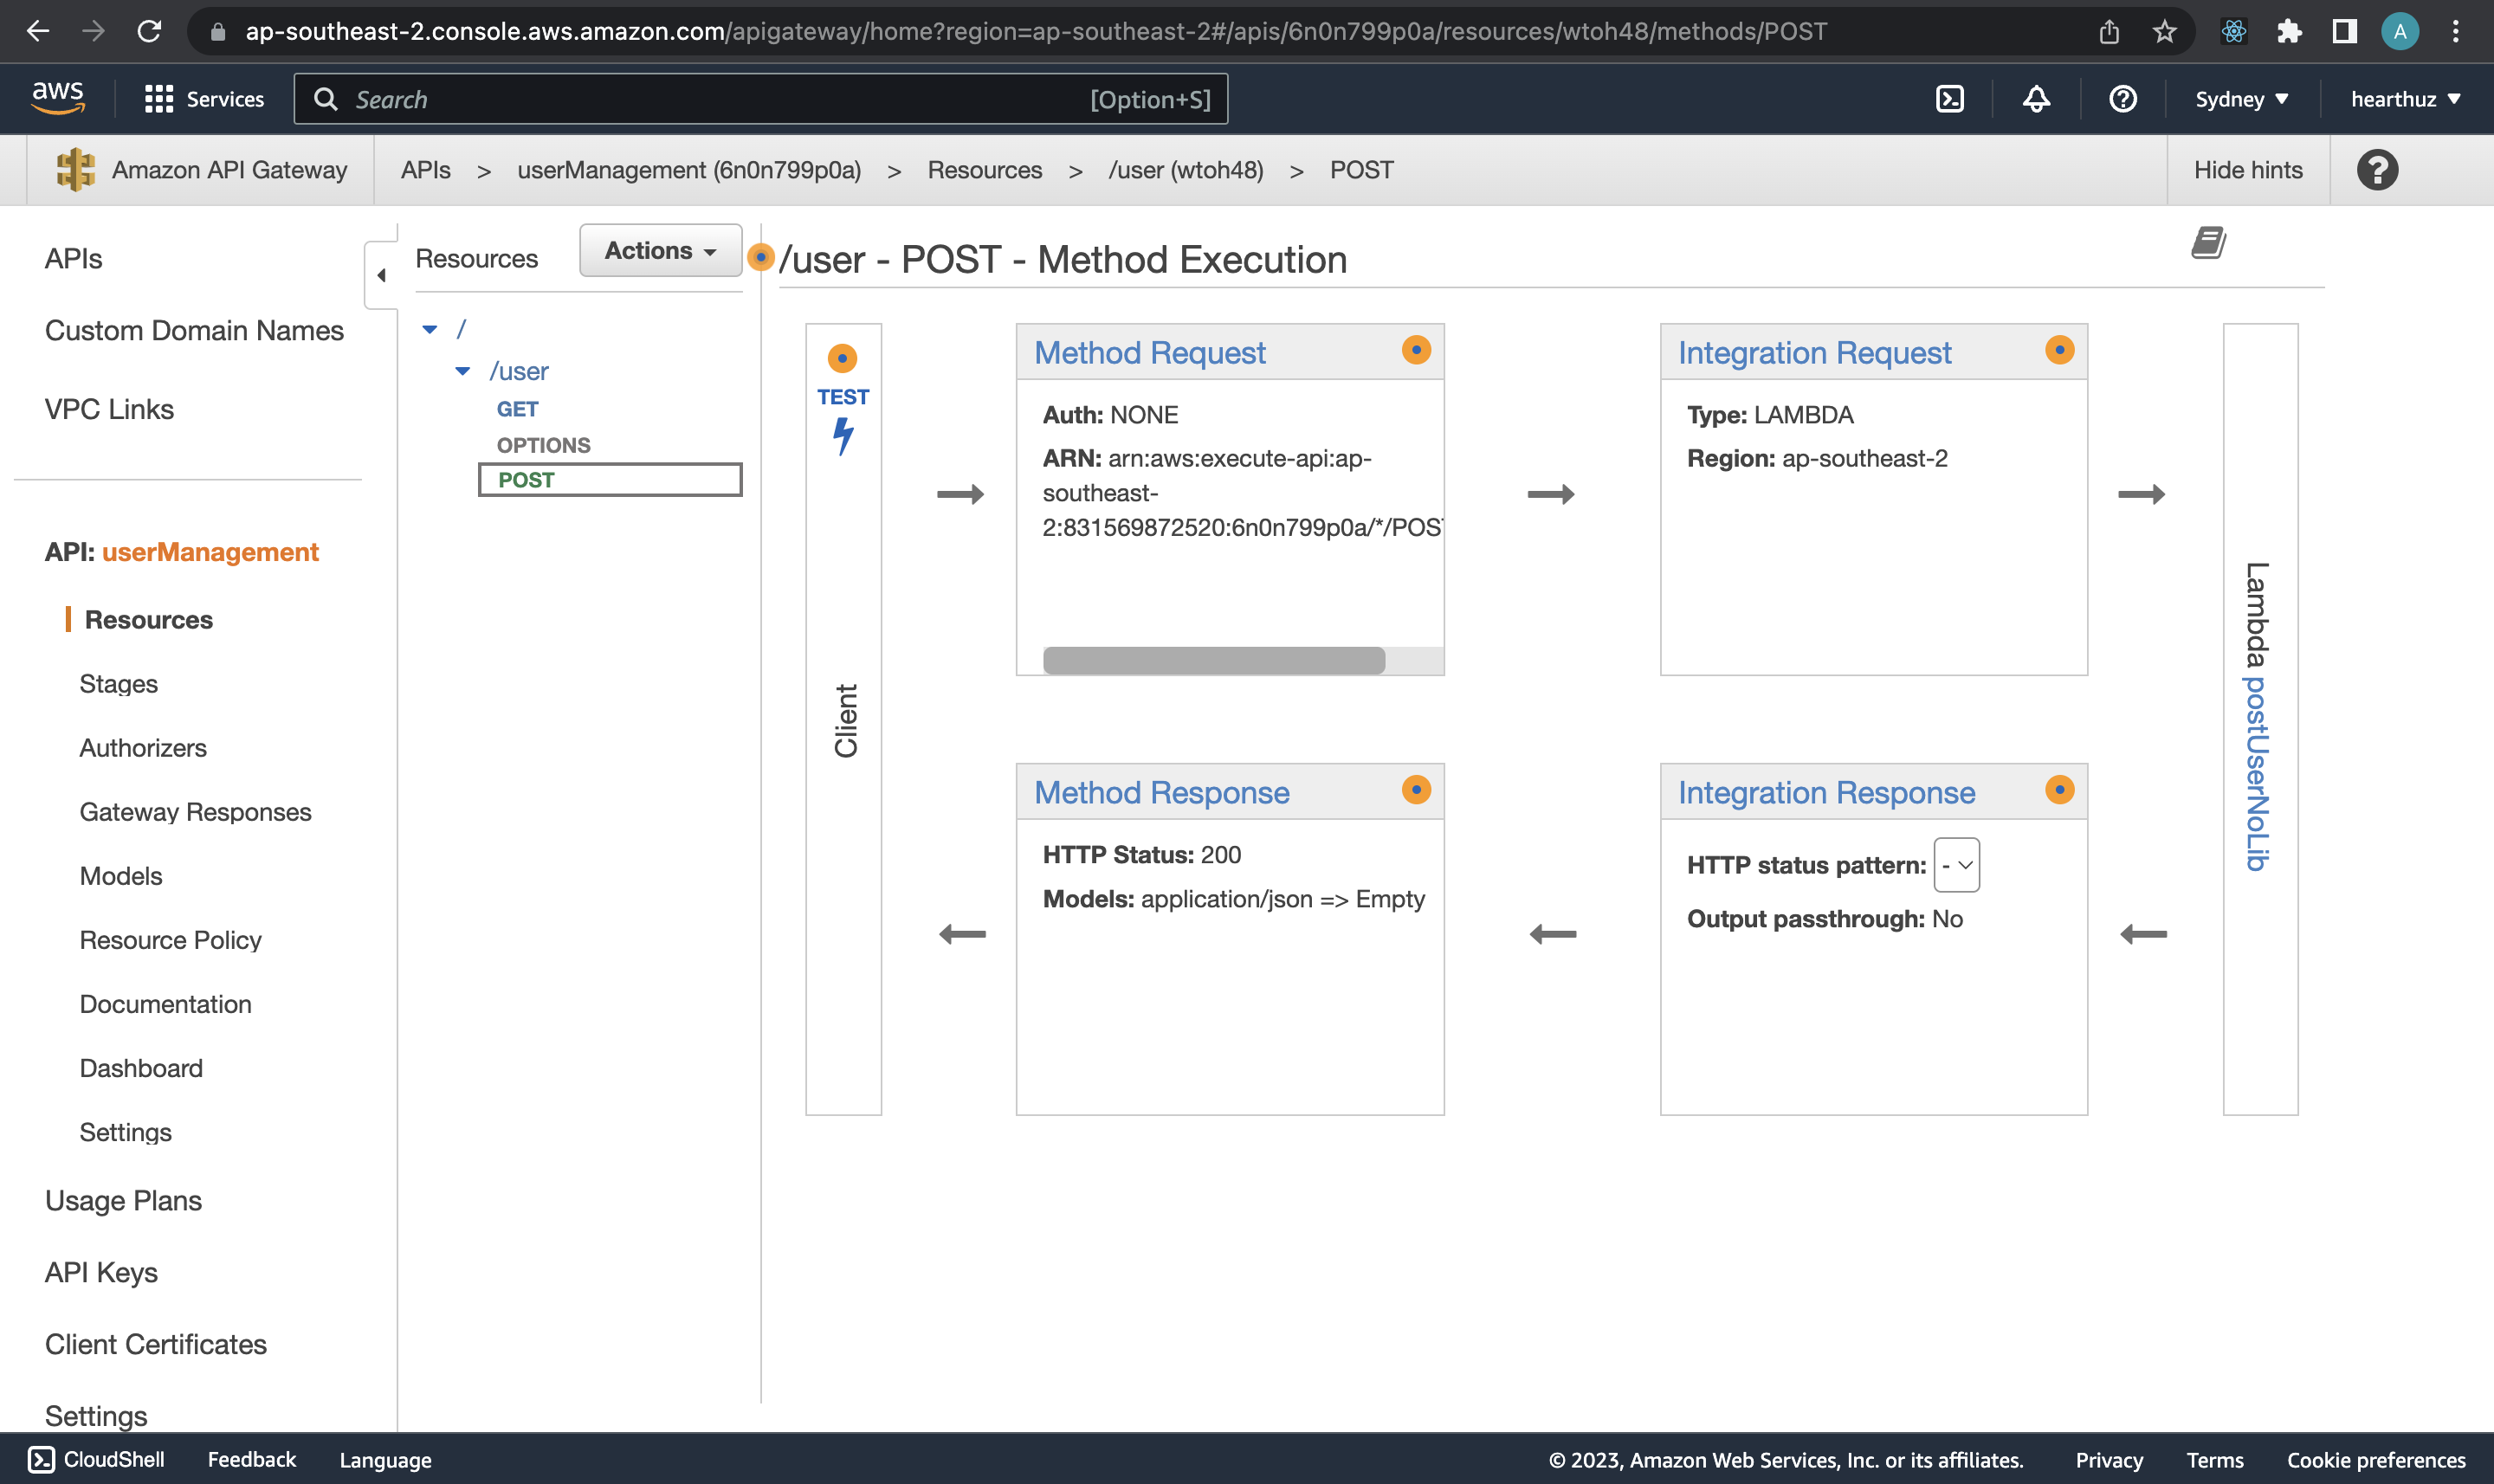 ap-southeast-2.console.aws.amazon.com/apigateway/home?region=ap-southeast-2#/apis/6n0n799p0a/resources/wtoh48/methods/POST
A
aws
Services
Search
[Option+S]
Sydney
hearthuz
Amazon API Gateway
APIs > userManagement (6n0n799p0a) > Resources > /user (wtoh48) > POST
Hide hints
APIs
Custom Domain Names
VPC Links
API: userManagement
Resources
Stages
Authorizers
Gateway Responses
Models
Resource Policy
Documentation
Dashboard
Settings
Usage Plans
API Keys
Client Certificates
Settings
Resources
Actions
/
/user
GET
OPTIONS
POST
/user - POST - Method Execution
TEST
Client
Method Request
Auth: NONE
ARN: arn:aws:execute-api:ap-
southeast-
2:831569872520:6n0n799p0a/*/POST
Integration Request
Type: LAMBDA
Region: ap-southeast-2
Lambda postUserNoLib
Method Response
HTTP Status: 200
Models: application/json => Empty
Integration Response
HTTP status pattern: -
Output passthrough: No
CloudShell
Feedback
Language
© 2023, Amazon Web Services, Inc. or its affiliates.
Privacy
Terms
Cookie preferences